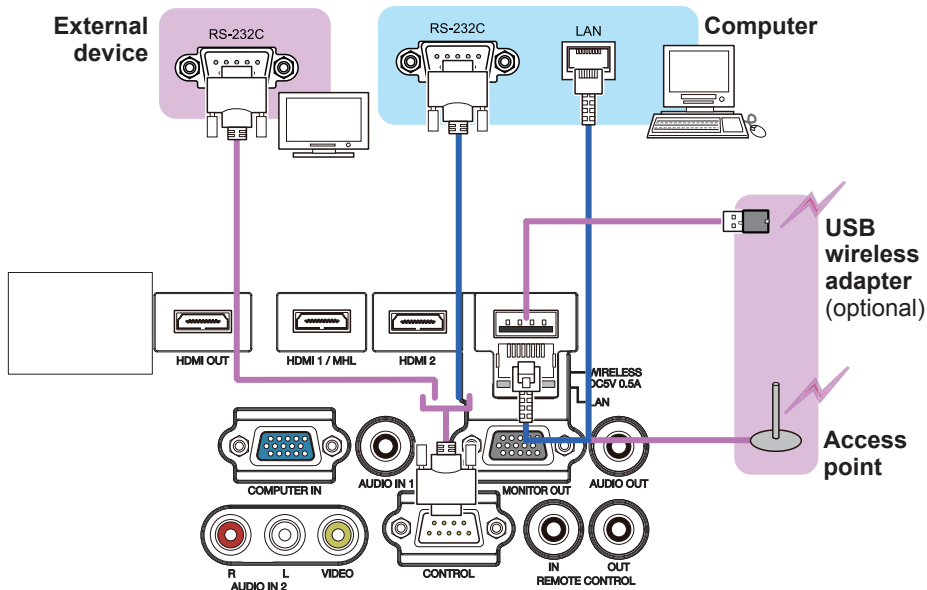 External
device
RS-232C
RS-232C
LAN
Computer
USB
wireless
adapter
(optional)
HDMI OUT
HDMI 1 / MHL
HDMI 2
WIRELESS
DC5V 0.5A
LAN
Access
point
COMPUTER IN
AUDIO IN 1
MONITOR OUT
AUDIO OUT
R
L
VIDEO
AUDIO IN 2
CONTROL
IN
OUT
REMOTE CONTROL